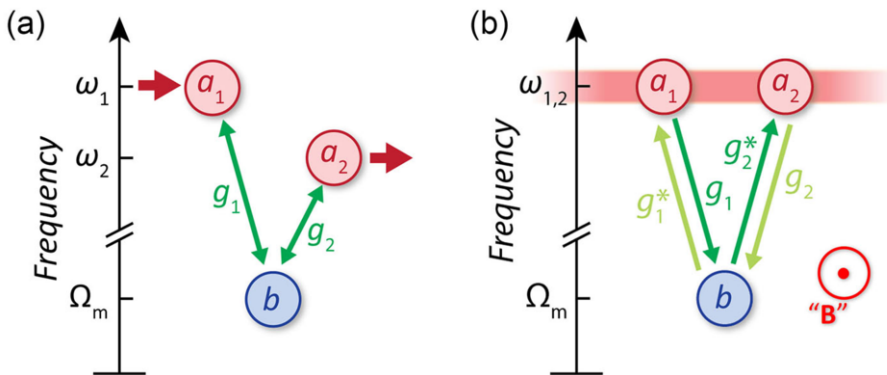 (a)
Frequency
ω1
ω2
Ωm
a1
a2
g1
g2
b
(b)
Frequency
ω1,2
Ωm
a1
a2
g1*
g1
g2*
g2
b
“B”